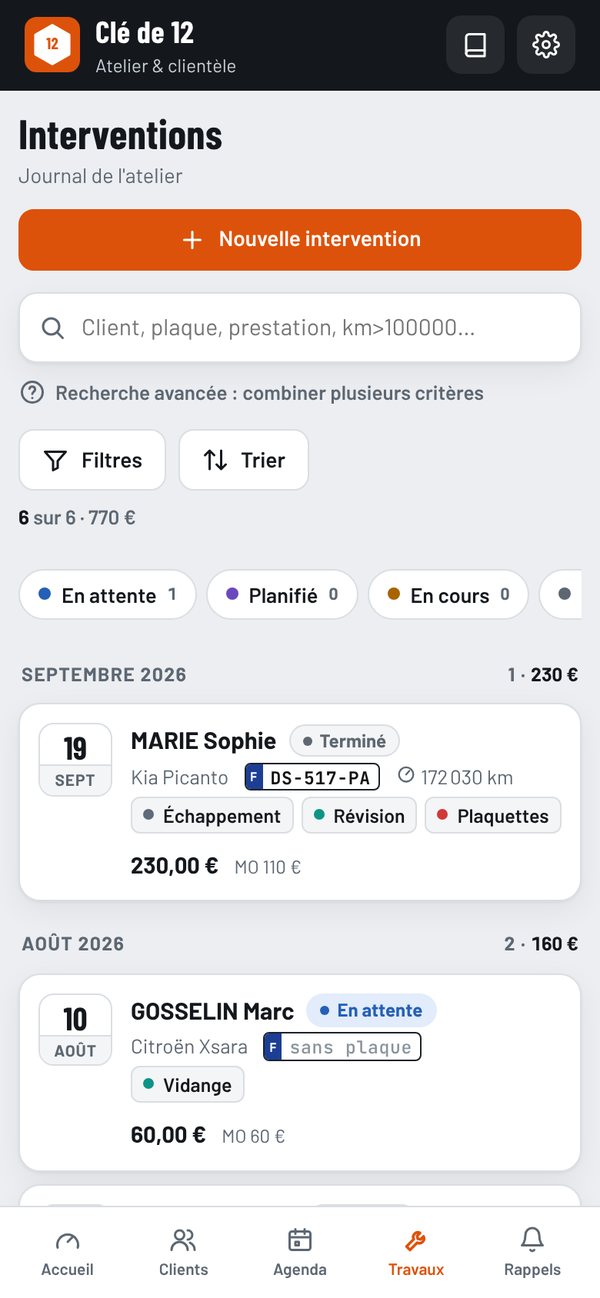 12
Clé de 12
Atelier & clientèle
Interventions
Journal de l'atelier
Nouvelle intervention
Client, plaque, prestation, km>100000...
Recherche avancée : combiner plusieurs critères
Filtres
Trier
6 sur 6 · 770 €
En attente 1
Planifié 0
En cours 0
SEPTEMBRE 2026
1 · 230 €
19
SEPT
MARIE Sophie
Terminé
Kia Picanto
F DS-517-PA
172 030 km
Échappement
Révision
Plaquettes
230,00 €
MO 110 €
AOÛT 2026
2 · 160 €
10
AOÛT
GOSSELIN Marc
En attente
Citroën Xsara
F sans plaque
Vidange
60,00 €
MO 60 €
Accueil
Clients
Agenda
Travaux
Rappels